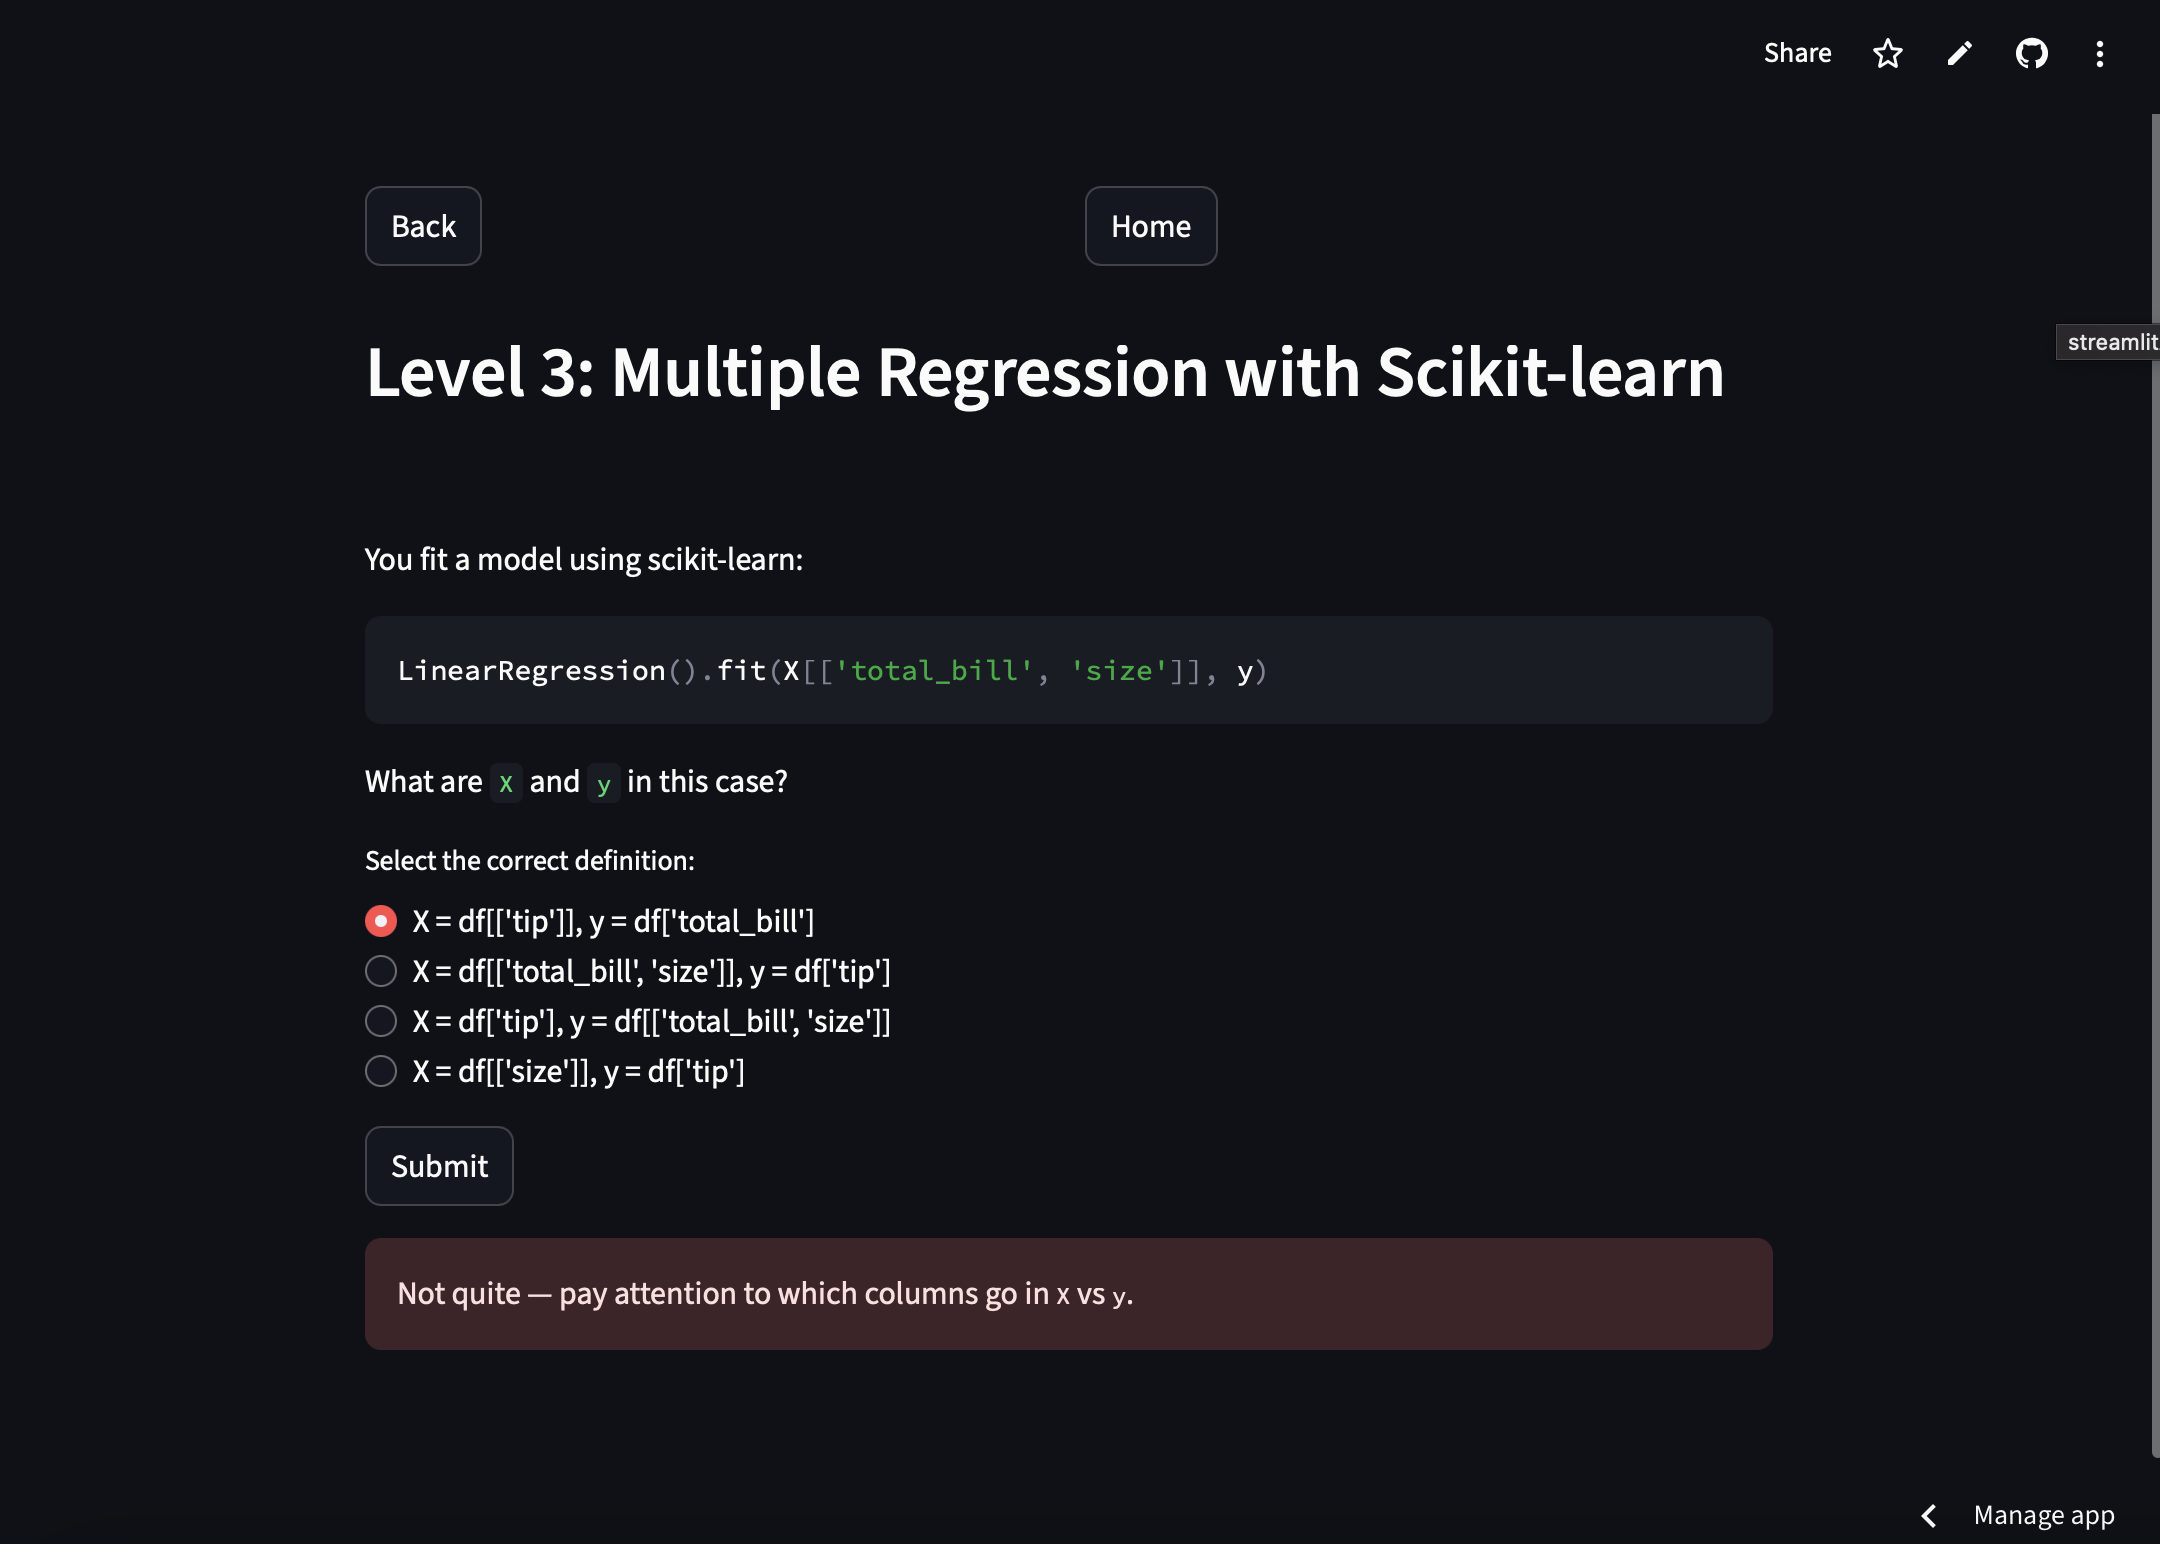 Share
Back
Home
Level 3: Multiple Regression with Scikit-learn
streamlit
You fit a model using scikit-learn:
LinearRegression().fit(X[['total_bill', 'size']], y)
What are X and y in this case?
Select the correct definition:
X = df[['tip']], y = df['total_bill']
X = df[['total_bill', 'size']], y = df['tip']
X = df['tip'], y = df[['total_bill', 'size']]
X = df[['size']], y = df['tip']
Submit
Not quite — pay attention to which columns go in X vs y.
Manage app